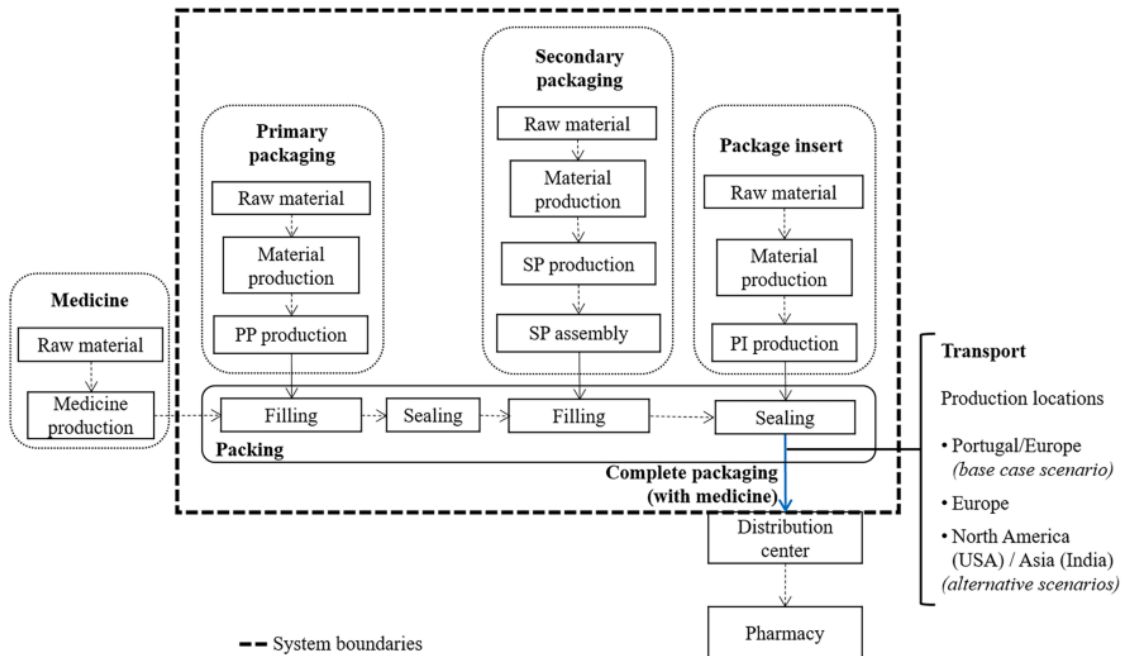 Medicine
Raw material
Medicine
production
Primary
packaging
Raw material
Material
production
PP production
Secondary
packaging
Raw material
Material
production
SP production
SP assembly
Package insert
Raw material
Material
production
PI production
Filling
Sealing
Filling
Sealing
Packing
Complete packaging
(with medicine)
Distribution
center
Pharmacy
Transport
Production locations
• Portugal/Europe
(base case scenario)
• Europe
• North America
(USA) / Asia (India)
(alternative scenarios)
System boundaries